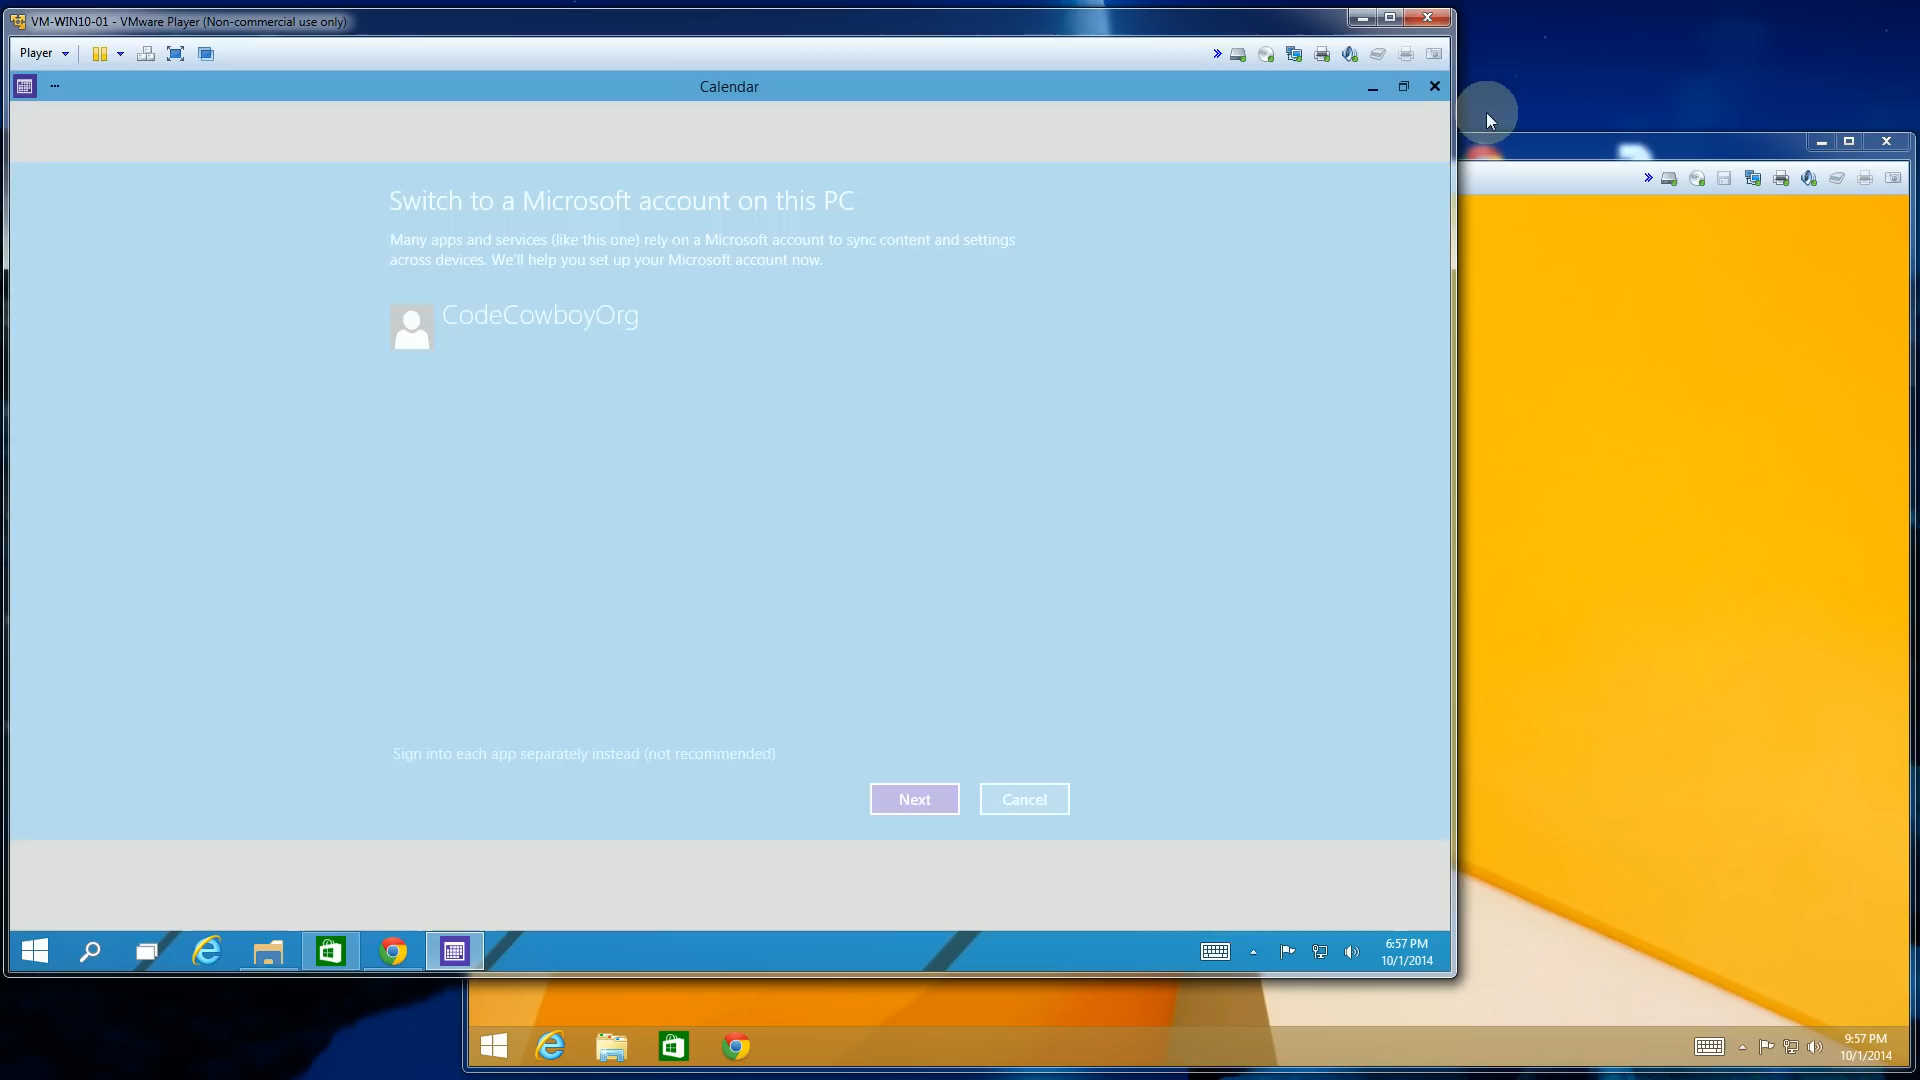 VM-WIN10-01 - VMware Player (Non-commercial use only)
Player
Calendar
Switch to a Microsoft account on this PC
Many apps and services (like this one) rely on a Microsoft account to sync content and settings
across devices. We'll help you set up your Microsoft account now.
CodeCowboyOrg
Sign into each app separately instead (not recommended)
Next
Cancel
6:57 PM
10/1/2014
9:57 PM
10/1/2014